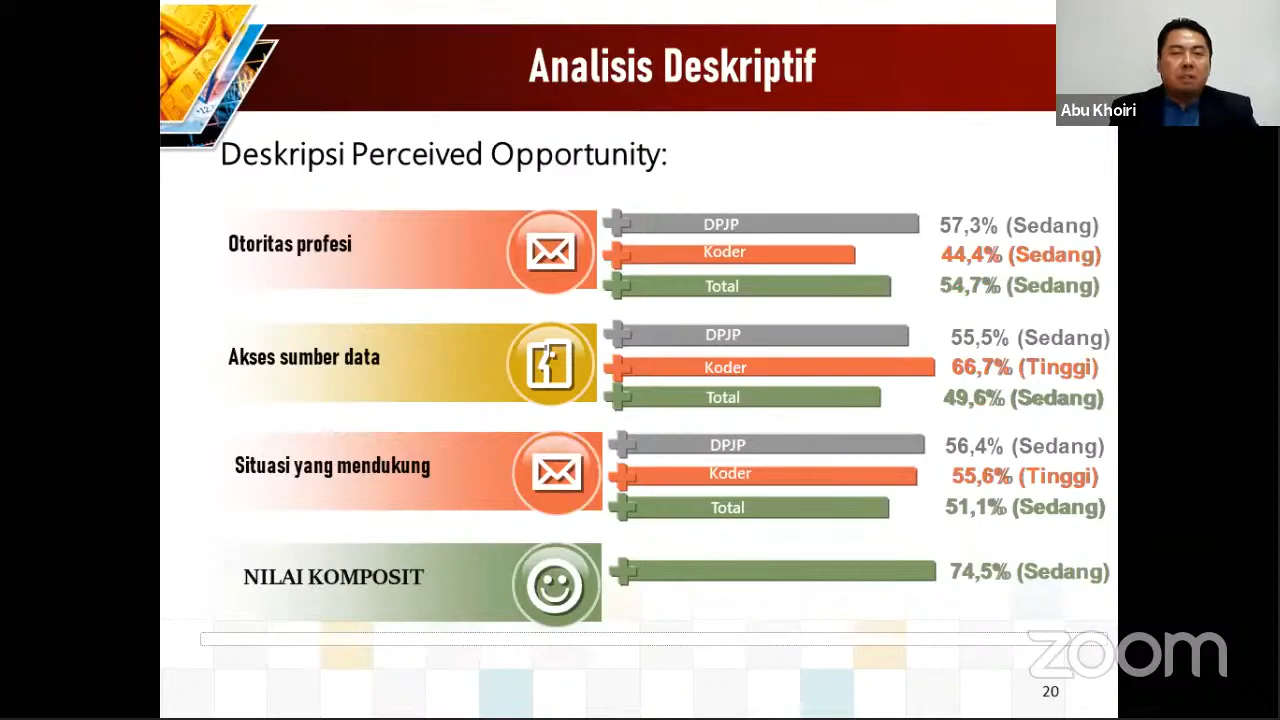 Analisis Deskriptif
Abu Khoiri
Deskripsi Perceived Opportunity:
Otoritas profesi
DPJP
57,3% (Sedang)
Koder
44,4% (Sedang)
Total
54,7% (Sedang)
Akses sumber data
DPJP
55,5% (Sedang)
Koder
66,7% (Tinggi)
Total
49,6% (Sedang)
Situasi yang mendukung
DPJP
56,4% (Sedang)
Koder
55,6% (Tinggi)
Total
51,1% (Sedang)
NILAI KOMPOSIT
74,5% (Sedang)
zoom
20